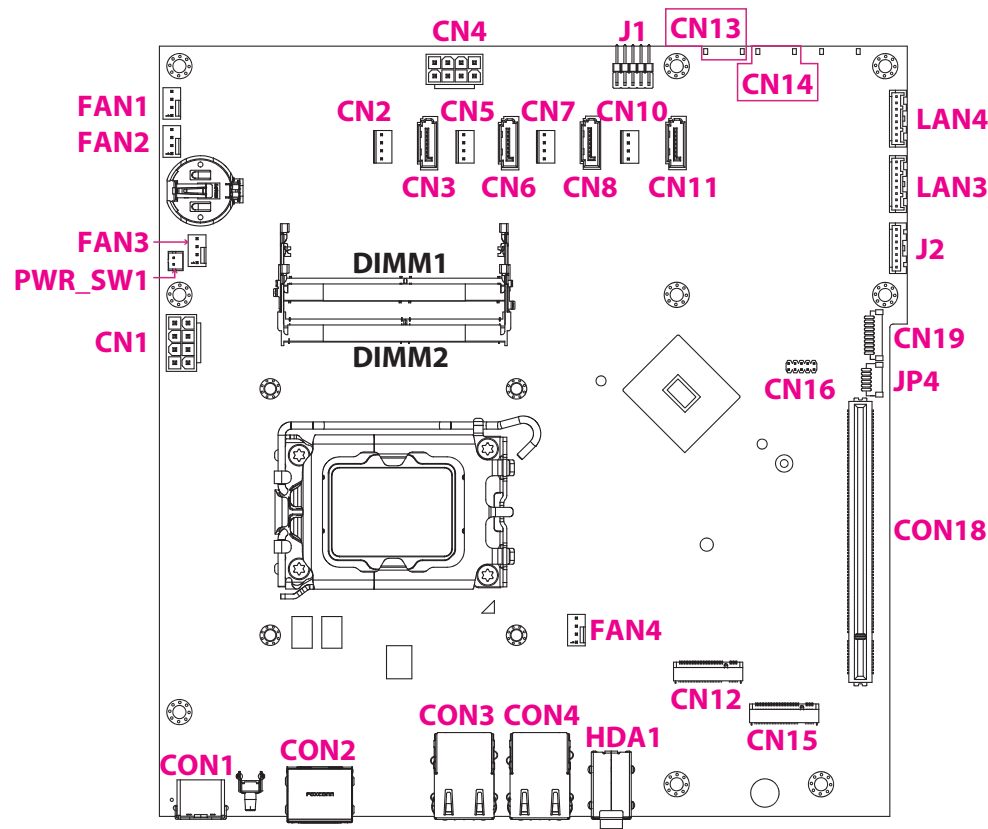 CN4
J1
CN13
CN14
FAN1
FAN2
CN2
CN5
CN7
CN10
LAN4
CN3
CN6
CN8
CN11
LAN3
FAN3
PWR_SW1
J2
DIMM1
DIMM2
CN1
CN19
CN16
JP4
CON18
FAN4
CN12
CN15
CON3
CON4
HDA1
CON1
CON2
FOXCONN